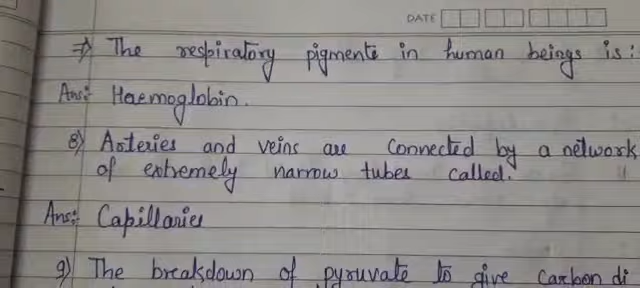 DATE
7) The respiratory pigmente in human beings is:
Ans: Haemoglobin.
8) Arteries and veins are connected by a network
of extremely narrow tubes called.
Ans: Capillaries
9) The breakdown of pyruvate to give carbon di